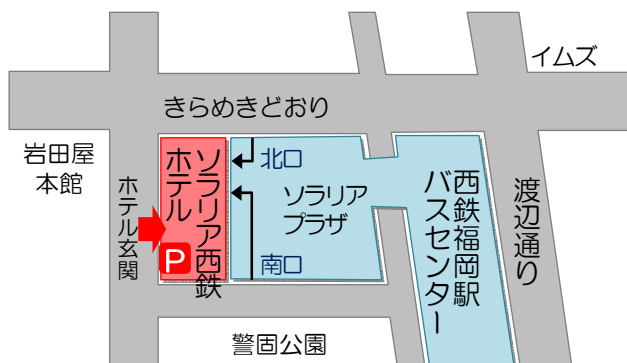 イムズ
きらめきどおり
岩田屋
本館
ホテル玄関
ソラリア西鉄
ホテル
P
北口
ソラリア
プラザ
南口
西鉄福岡駅
バスセンター
渡辺通り
警固公園